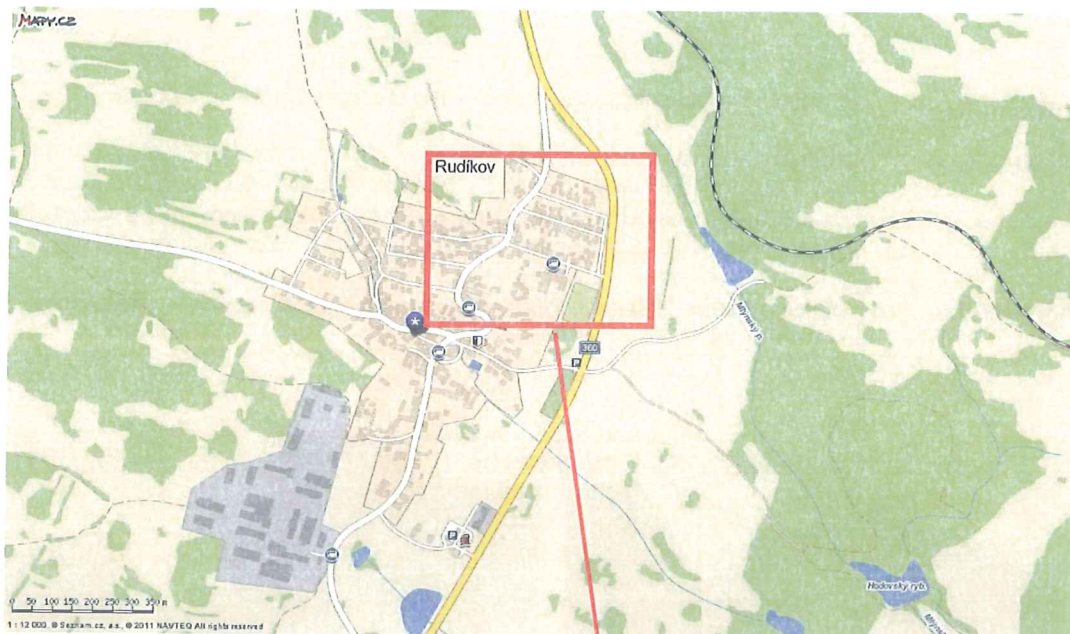 MAPY.CZ
Rudíkov
360
P
Mlýnský p.
P
Hodovský ryb.
0 50 100 150 200 250 300 350 m
1 : 12 000, © Seznam.cz, a.s., © 2011 NAVTEQ All rights reserved